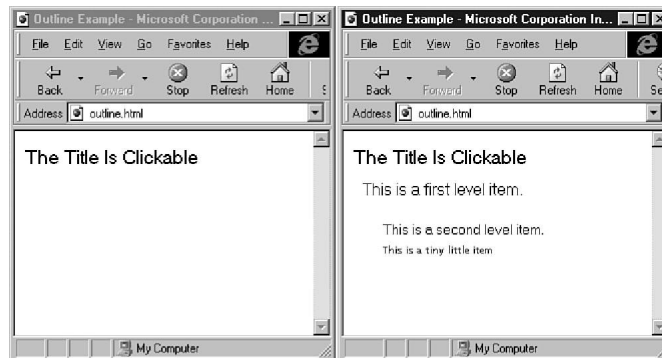 Outline Example - Microsoft Corporation ...
File Edit View Go Favorites Help
Back Forward Stop Refresh Home S
Address outline.html
The Title Is Clickable
My Computer
Outline Example - Microsoft Corporation In...
File Edit View Go Favorites Help
Back Forward Stop Refresh Home Se
Address outline.html
The Title Is Clickable
This is a first level item.
This is a second level item.
This is a tiny little item
My Computer